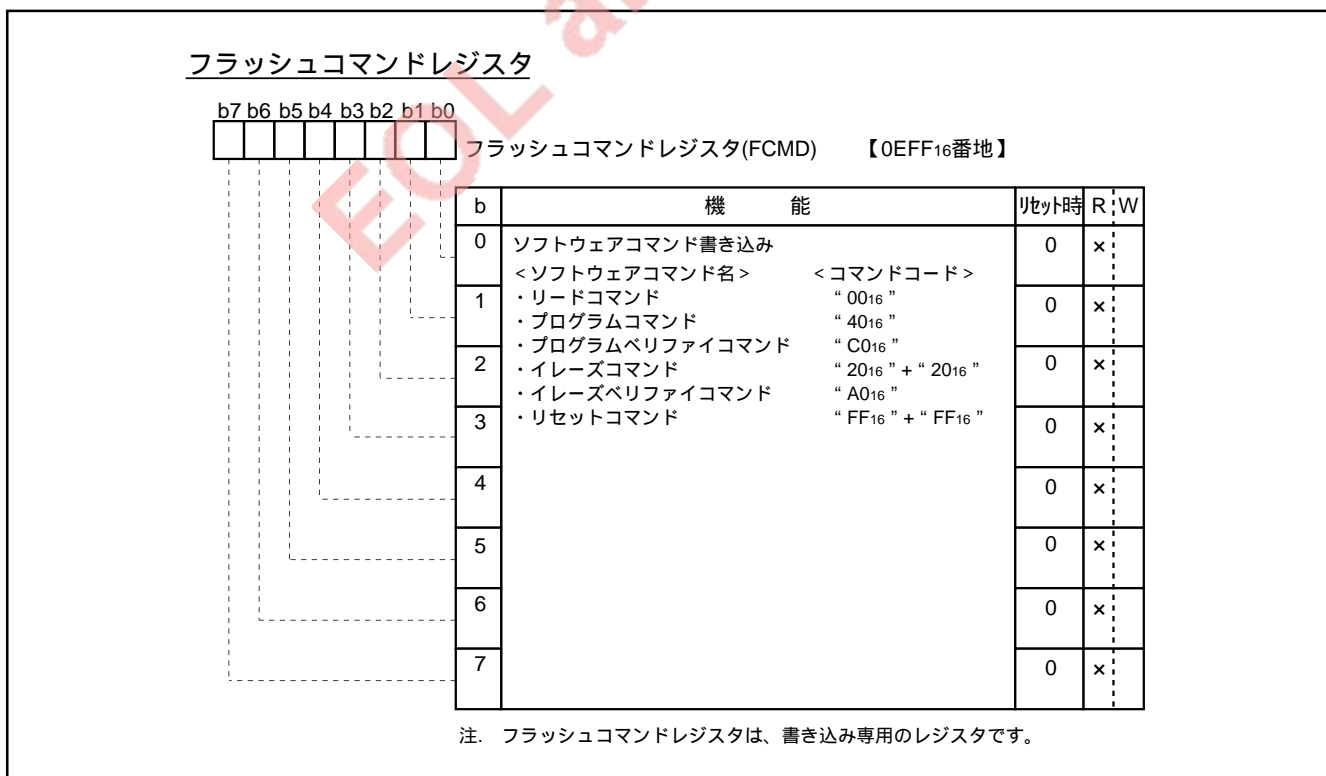 フラッシュコマンドレジスタ
b7 b6 b5 b4 b3 b2 b1 b0
フラッシュコマンドレジスタ(FCMD) 【0EFF16番地】
b 機 能 リセット時 R W
0 ソフトウェアコマンド書き込み 0 ×
<ソフトウェアコマンド名> <コマンドコード>
1 ・リードコマンド “0016” 0 ×
・プログラムコマンド “4016”
・プログラムベリファイコマンド “C016”
2 ・イレーズコマンド “2016” + “2016” 0 ×
・イレーズベリファイコマンド “A016”
3 ・リセットコマンド “FF16” + “FF16” 0 ×
4 0 ×
5 0 ×
6 0 ×
7 0 ×
注. フラッシュコマンドレジスタは、書き込み専用のレジスタです。
EOL